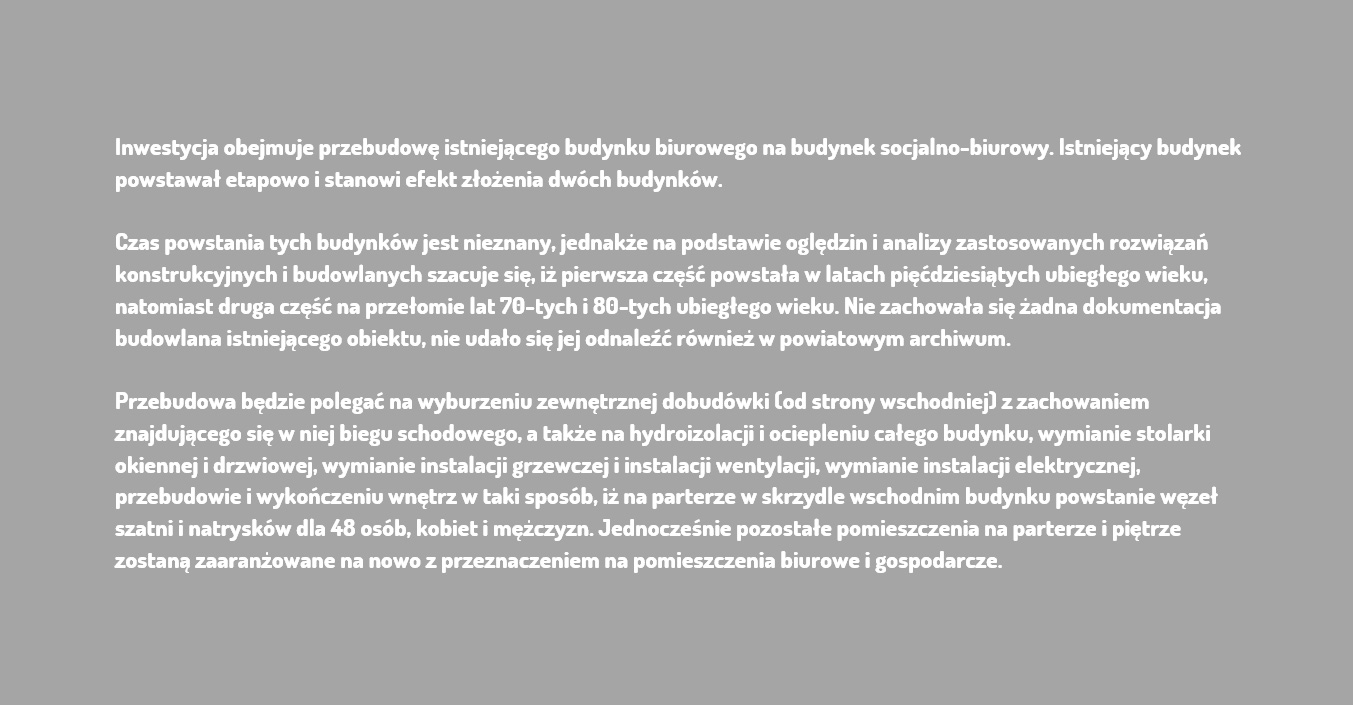 Inwestycja obejmuje przebudowę istniejącego budynku biurowego na budynek socjalno-biurowy. Istniejący budynek
powstawał etapowo i stanowi efekt złożenia dwóch budynków.
Czas powstania tych budynków jest nieznany, jednakże na podstawie oględzin i analizy zastosowanych rozwiązań
konstrukcyjnych i budowlanych szacuje się, iż pierwsza część powstała w latach pięćdziesiątych ubiegłego wieku,
natomiast druga część na przełomie lat 70-tych i 80-tych ubiegłego wieku. Nie zachowała się żadna dokumentacja
budowlana istniejącego obiektu, nie udało się jej odnaleźć również w powiatowym archiwum.
Przebudowa będzie polegać na wyburzeniu zewnętrznej dobudówki (od strony wschodniej) z zachowaniem
znajdującego się w niej biegu schodowego, a także na hydroizolacji i ociepleniu całego budynku, wymianie stolarki
okiennej i drzwiowej, wymianie instalacji grzewczej i instalacji wentylacji, wymianie instalacji elektrycznej,
przebudowie i wykończeniu wnętrz w taki sposób, iż na parterze w skrzydle wschodnim budynku powstanie węzeł
szatni i natrysków dla 48 osób, kobiet i mężczyzn. Jednocześnie pozostałe pomieszczenia na parterze i piętrze
zostaną zaaranżowane na nowo z przeznaczeniem na pomieszczenia biurowe i gospodarcze.